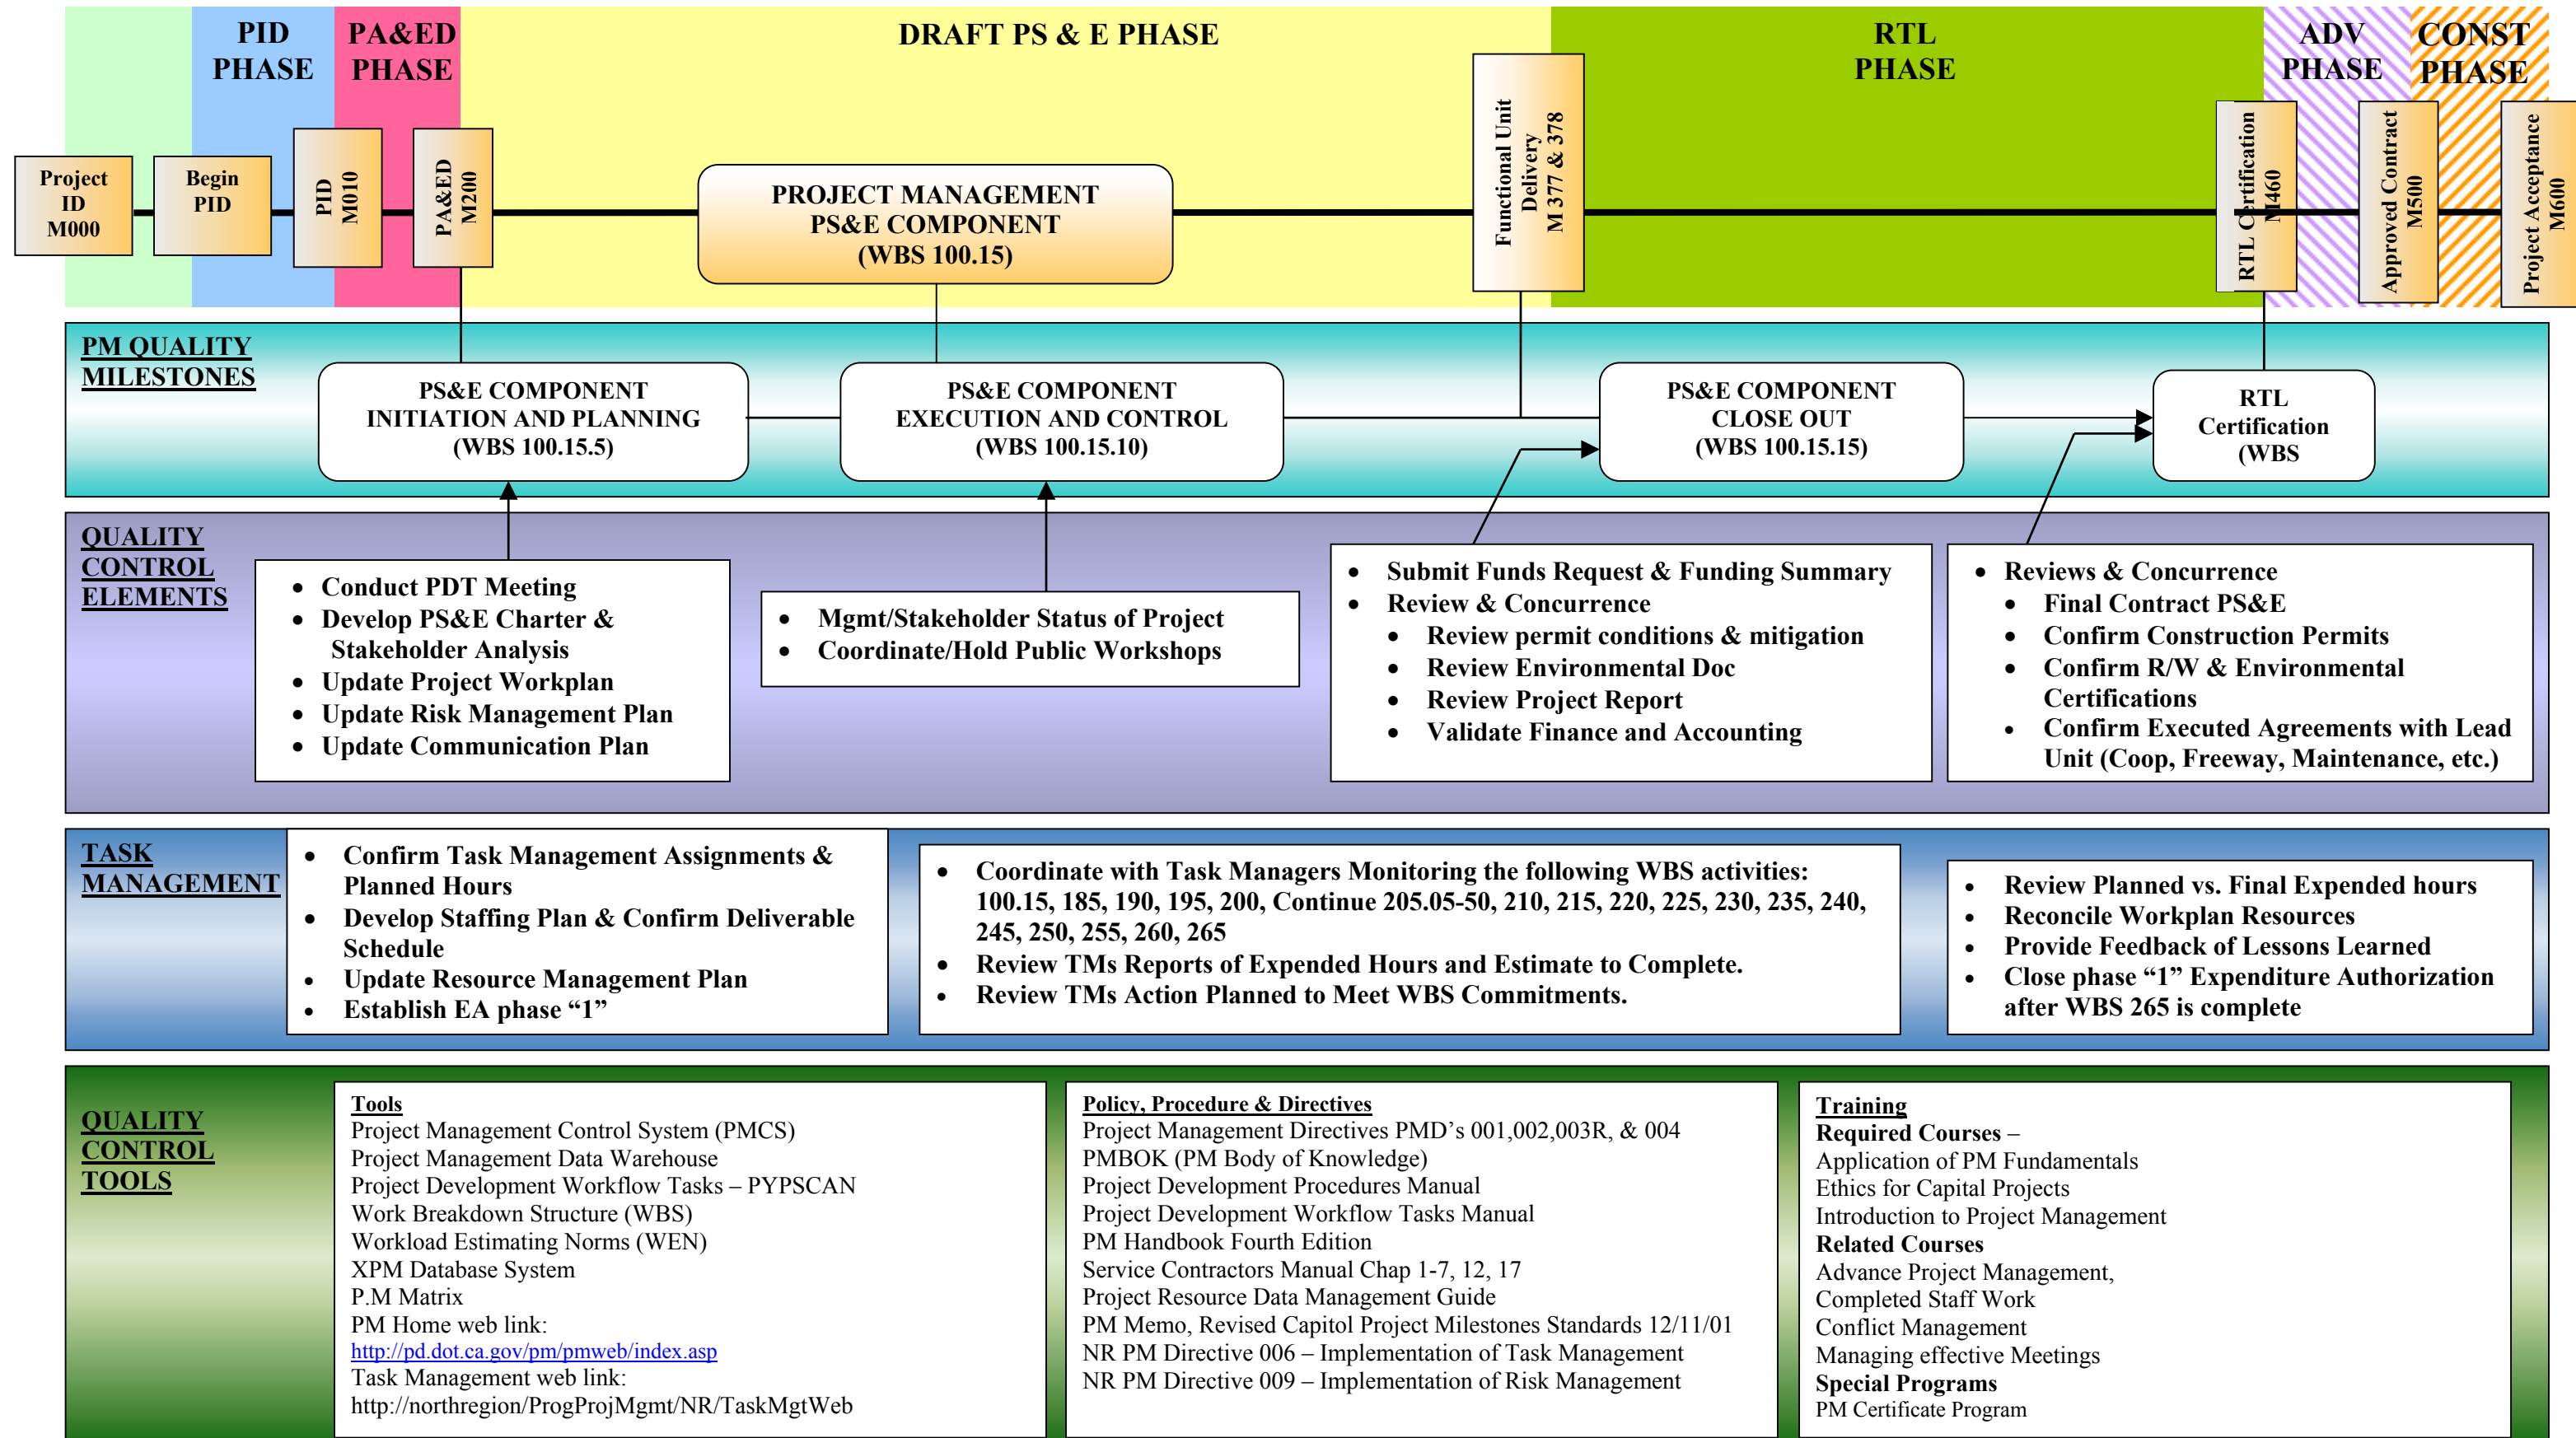 PID
PHASE
PA&ED
PHASE
DRAFT PS & E PHASE
RTL
PHASE
ADV
PHASE
CONST
PHASE
Project
ID
M000
Begin
PID
PID
M010
PA&ED
M200
PROJECT MANAGEMENT
PS&E COMPONENT
(WBS 100.15)
Functional Unit
Delivery
M 377 & 378
RTL Certification
M460
Approved Contract
M500
Project Acceptance
M600
PM QUALITY
MILESTONES
PS&E COMPONENT
INITIATION AND PLANNING
(WBS 100.15.5)
PS&E COMPONENT
EXECUTION AND CONTROL
(WBS 100.15.10)
PS&E COMPONENT
CLOSE OUT
(WBS 100.15.15)
RTL
Certification
(WBS
QUALITY
CONTROL
ELEMENTS
• Conduct PDT Meeting
• Develop PS&E Charter &
Stakeholder Analysis
• Update Project Workplan
• Update Risk Management Plan
• Update Communication Plan
• Mgmt/Stakeholder Status of Project
• Coordinate/Hold Public Workshops
• Submit Funds Request & Funding Summary
• Review & Concurrence
• Review permit conditions & mitigation
• Review Environmental Doc
• Review Project Report
• Validate Finance and Accounting
• Reviews & Concurrence
• Final Contract PS&E
• Confirm Construction Permits
• Confirm R/W & Environmental
Certifications
• Confirm Executed Agreements with Lead
Unit (Coop, Freeway, Maintenance, etc.)
TASK
MANAGEMENT
• Confirm Task Management Assignments &
Planned Hours
• Develop Staffing Plan & Confirm Deliverable
Schedule
• Update Resource Management Plan
• Establish EA phase “1”
• Coordinate with Task Managers Monitoring the following WBS activities:
100.15, 185, 190, 195, 200, Continue 205.05-50, 210, 215, 220, 225, 230, 235, 240,
245, 250, 255, 260, 265
• Review TMs Reports of Expended Hours and Estimate to Complete.
• Review TMs Action Planned to Meet WBS Commitments.
• Review Planned vs. Final Expended hours
• Reconcile Workplan Resources
• Provide Feedback of Lessons Learned
• Close phase “1” Expenditure Authorization
after WBS 265 is complete
QUALITY
CONTROL
TOOLS
Tools
Project Management Control System (PMCS)
Project Management Data Warehouse
Project Development Workflow Tasks – PYPSCAN
Work Breakdown Structure (WBS)
Workload Estimating Norms (WEN)
XPM Database System
P.M Matrix
PM Home web link:
http://pd.dot.ca.gov/pm/pmweb/index.asp
Task Management web link:
http://northregion/ProgProjMgmt/NR/TaskMgtWeb
Policy, Procedure & Directives
Project Management Directives PMD’s 001,002,003R, & 004
PMBOK (PM Body of Knowledge)
Project Development Procedures Manual
Project Development Workflow Tasks Manual
PM Handbook Fourth Edition
Service Contractors Manual Chap 1-7, 12, 17
Project Resource Data Management Guide
PM Memo, Revised Capitol Project Milestones Standards 12/11/01
NR PM Directive 006 – Implementation of Task Management
NR PM Directive 009 – Implementation of Risk Management
Training
Required Courses –
Application of PM Fundamentals
Ethics for Capital Projects
Introduction to Project Management
Related Courses
Advance Project Management,
Completed Staff Work
Conflict Management
Managing effective Meetings
Special Programs
PM Certificate Program